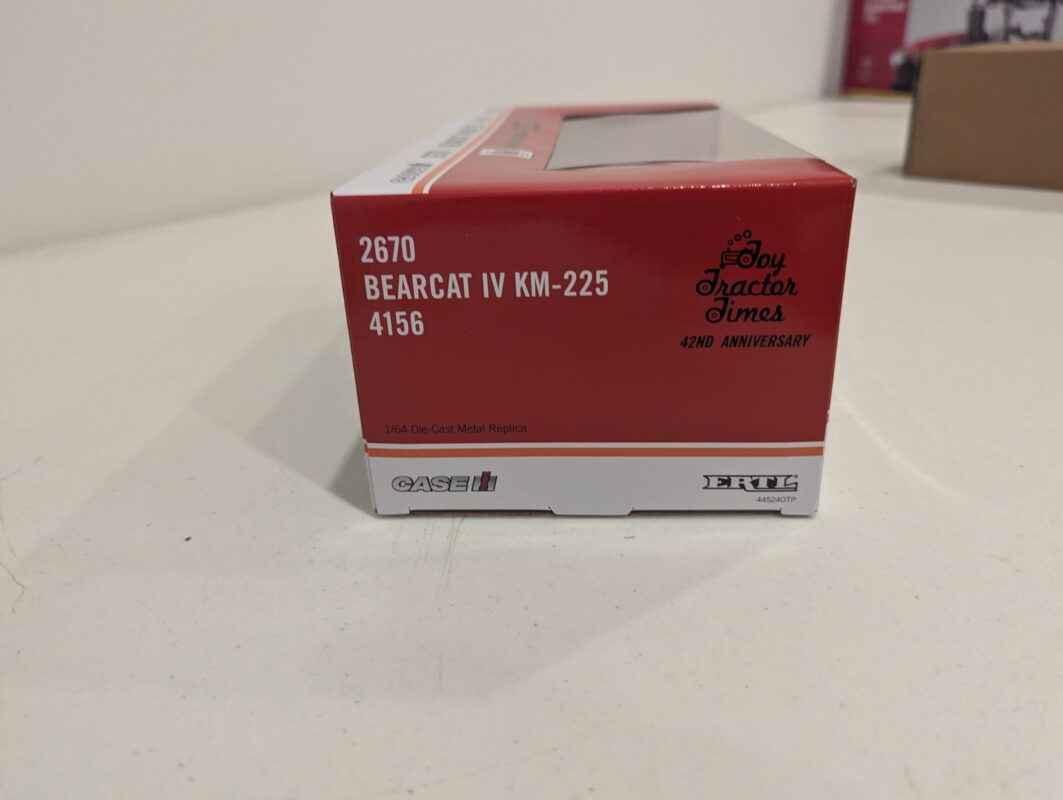 2670
BEARCAT IV KM-225
4156
Toy
Tractor
Times
42ND ANNIVERSARY
1/64 Die-Cast Metal Replica
CASE IH
ERTL
44524OTP